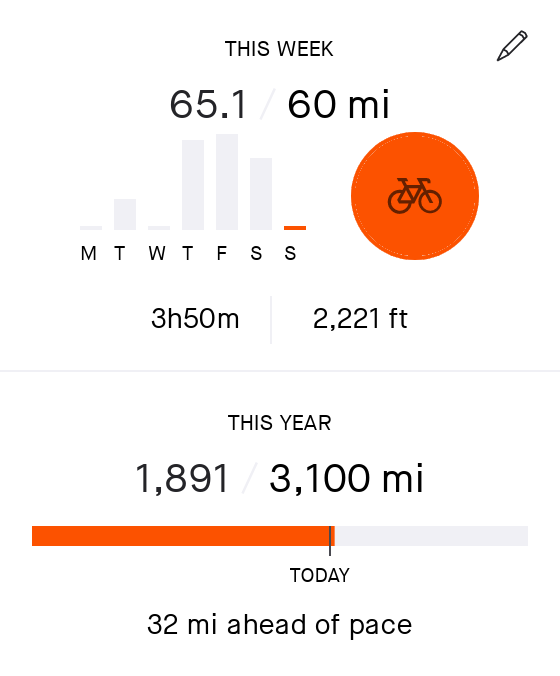 THIS WEEK
65.1 / 60 mi
M T W T F S S
3h50m 2,221 ft
THIS YEAR
1,891 / 3,100 mi
TODAY
32 mi ahead of pace